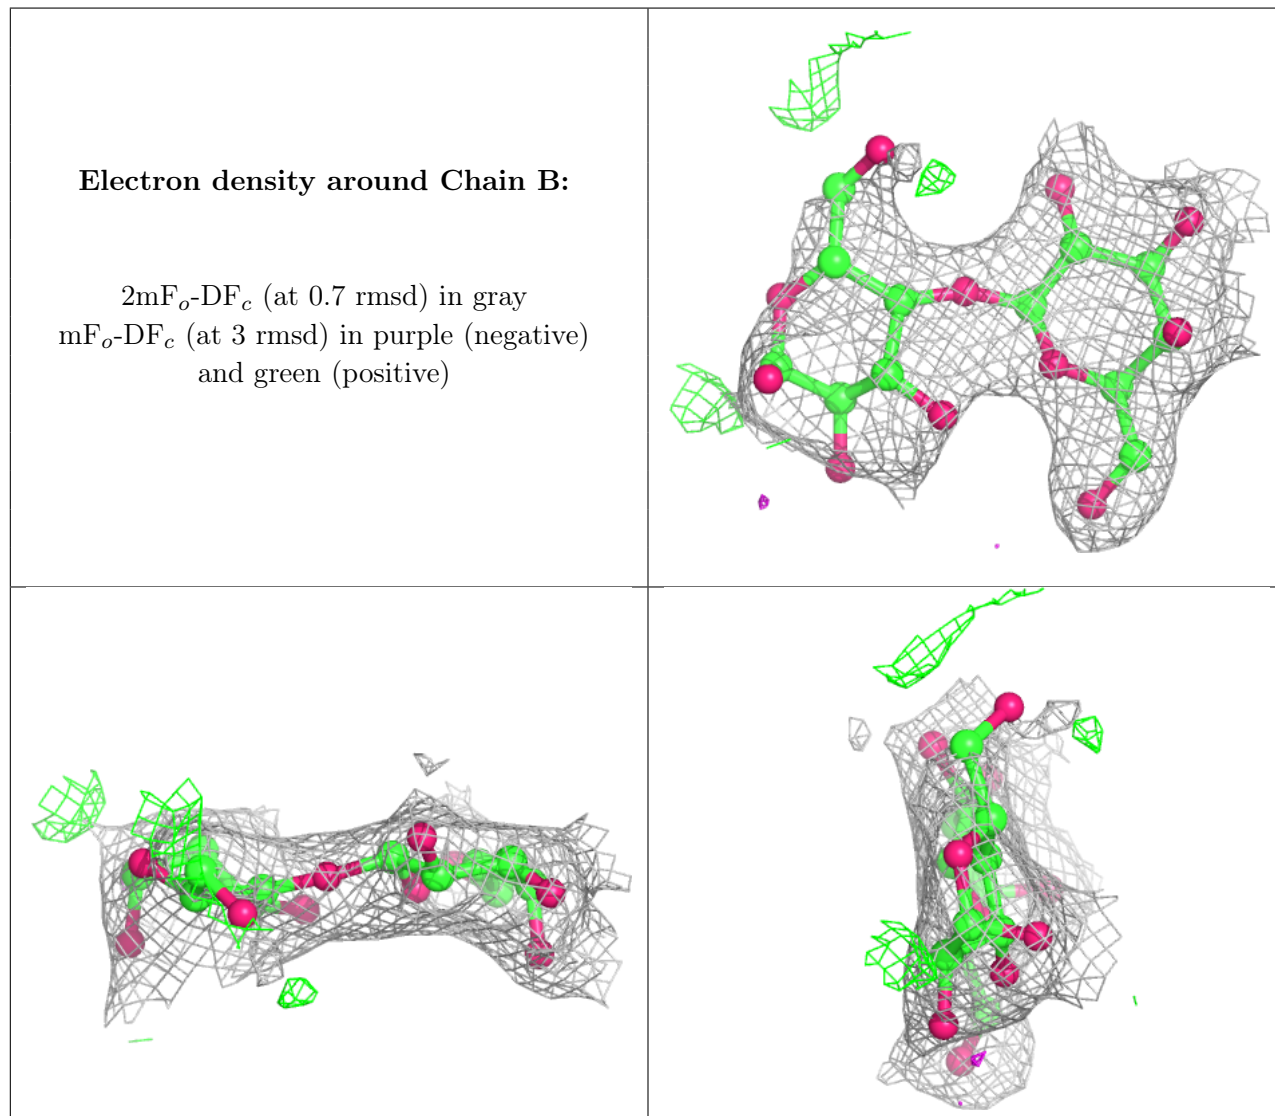 Electron density around Chain B:
2mFo-DFc (at 0.7 rmsd) in gray
mFo-DFc (at 3 rmsd) in purple (negative)
and green (positive)